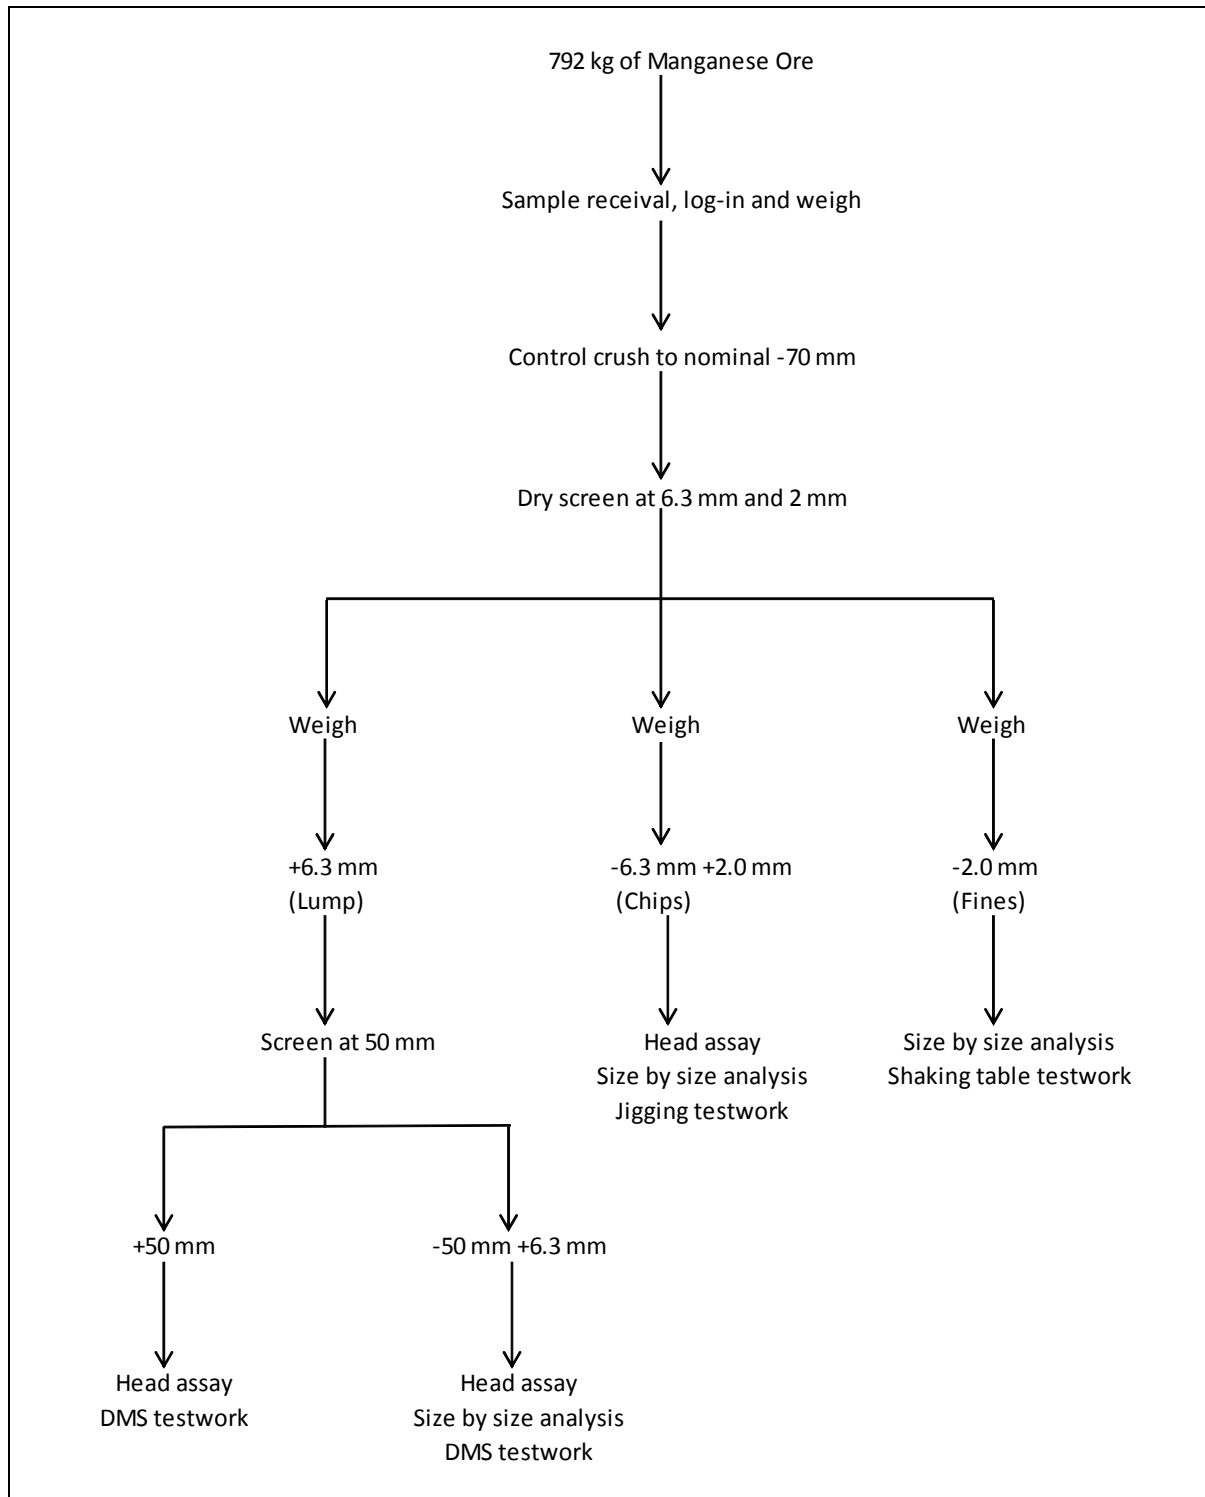 792 kg of Manganese Ore
Sample receival, log-in and weigh
Control crush to nominal -70 mm
Dry screen at 6.3 mm and 2 mm
Weigh
Weigh
Weigh
+6.3 mm
(Lump)
-6.3 mm +2.0 mm
(Chips)
-2.0 mm
(Fines)
Screen at 50 mm
Head assay
Size by size analysis
Jigging testwork
Size by size analysis
Shaking table testwork
+50 mm
-50 mm +6.3 mm
Head assay
DMS testwork
Head assay
Size by size analysis
DMS testwork